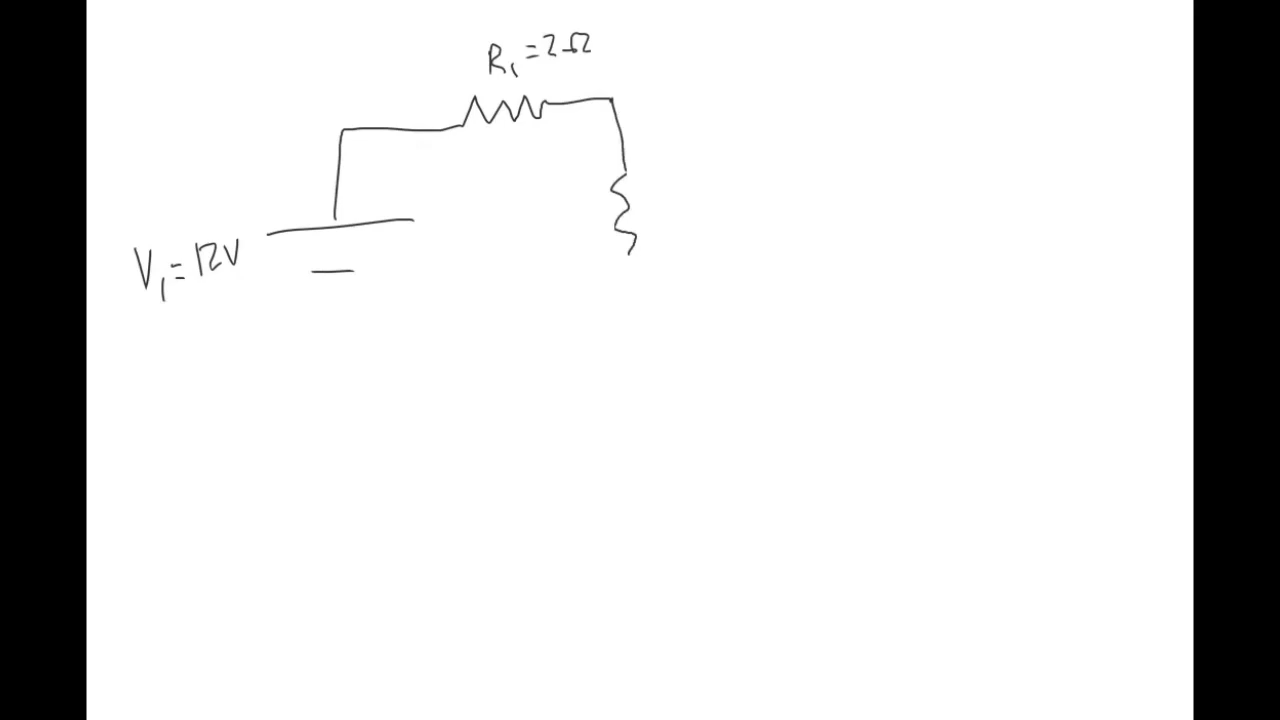 R₁ = 2Ω
V₁ = 12V